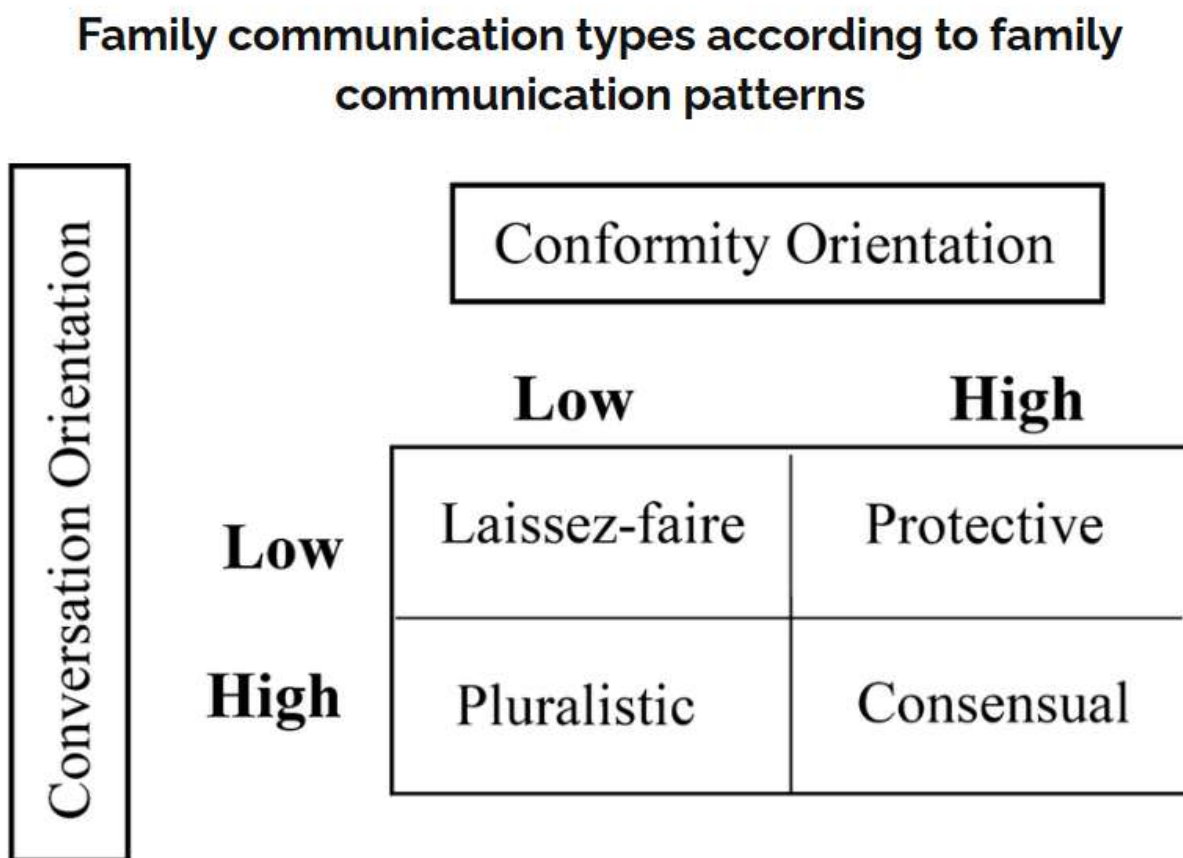 Family communication types according to family
communication patterns
Conversation Orientation
Conformity Orientation
Low High
Low Laissez-faire Protective
High Pluralistic Consensual